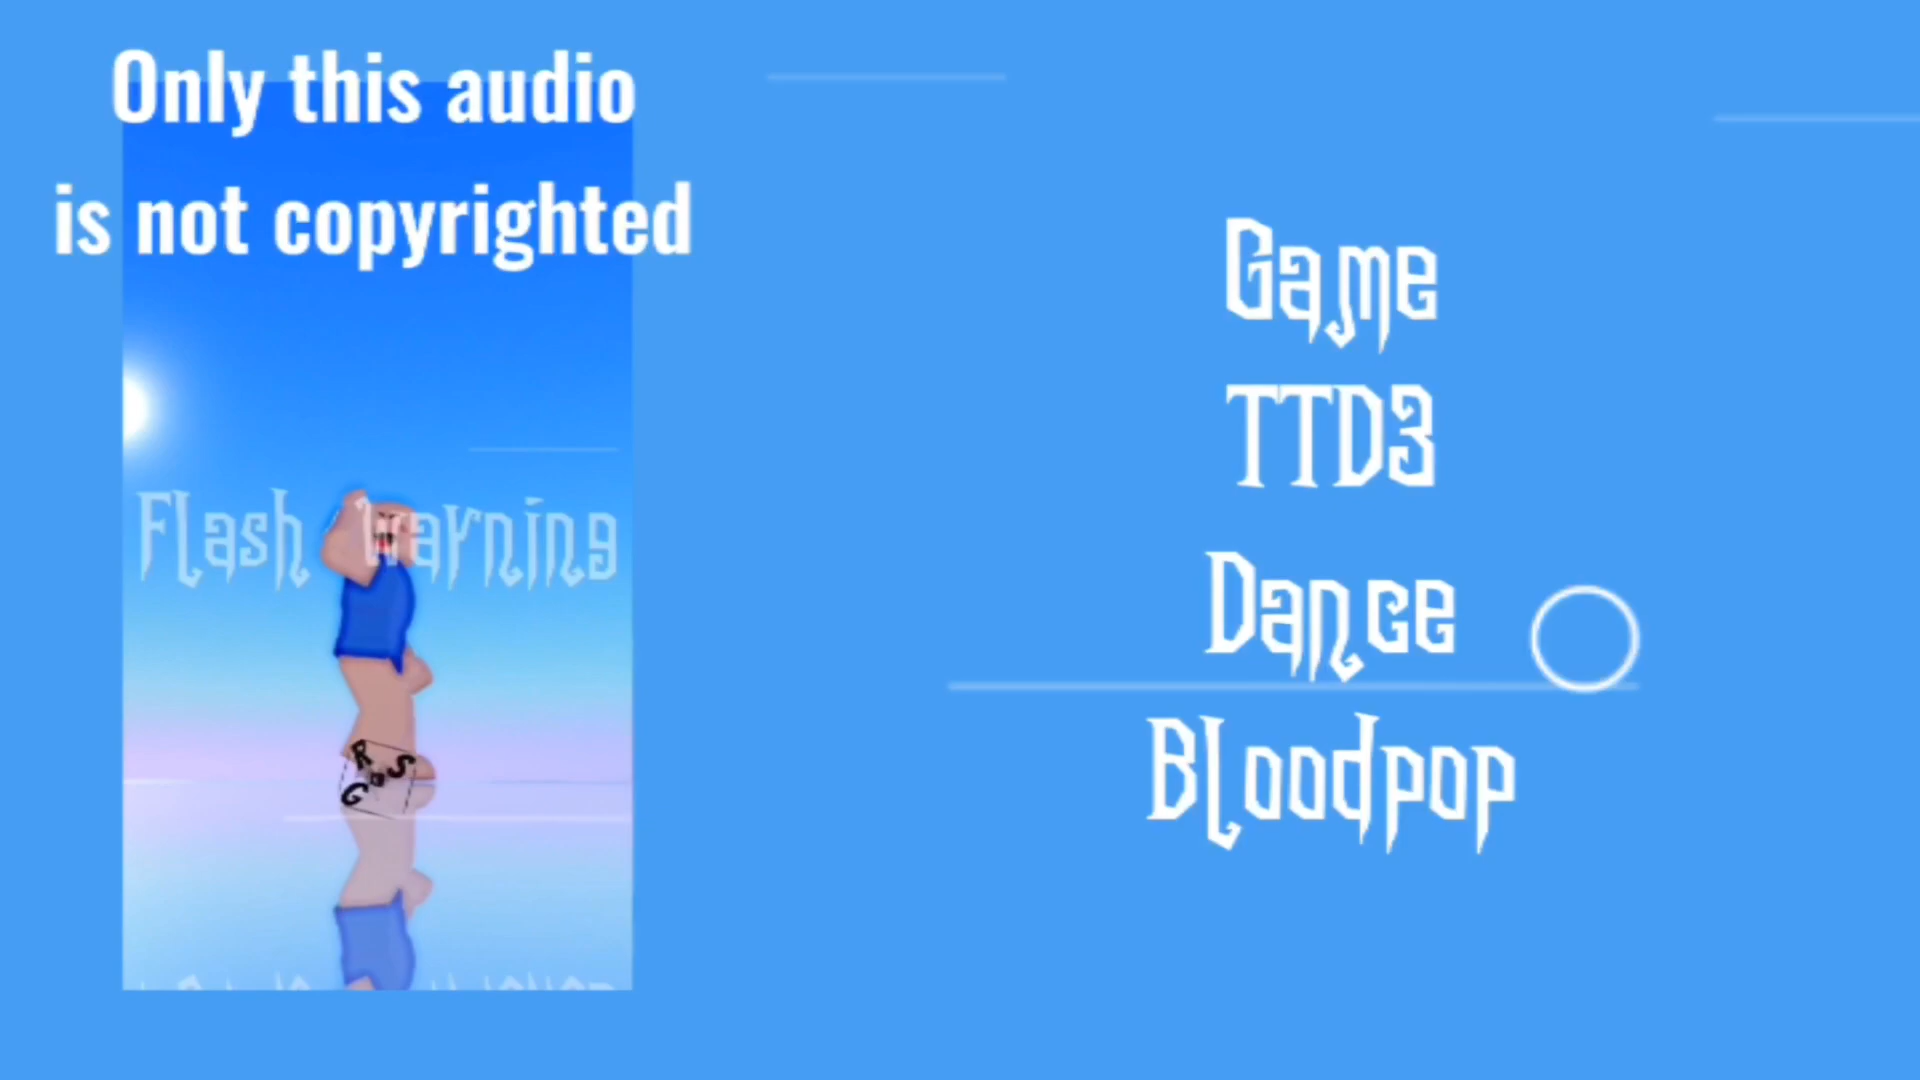 Only this audio
is not copyrighted
Flash warning
R S
G
Game
TTD3
Dance
Bloodpop